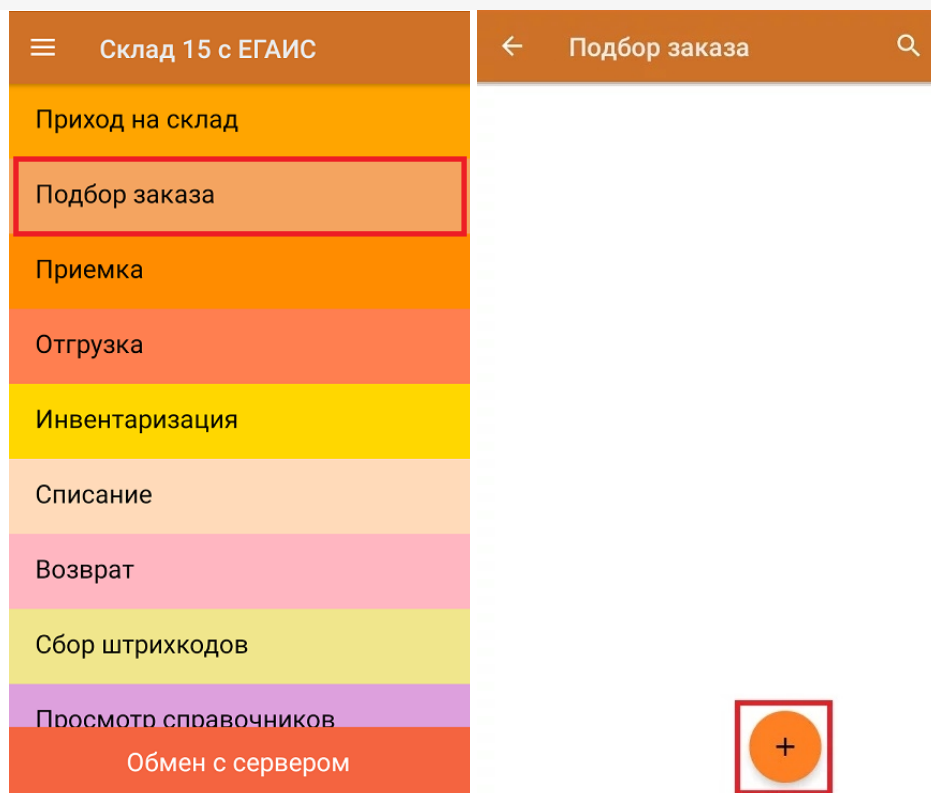 Склад 15 с ЕГАИС
Приход на склад
Подбор заказа
Приемка
Отгрузка
Инвентаризация
Списание
Возврат
Сбор штрихкодов
Просмотр справочников
Обмен с сервером
Подбор заказа
+